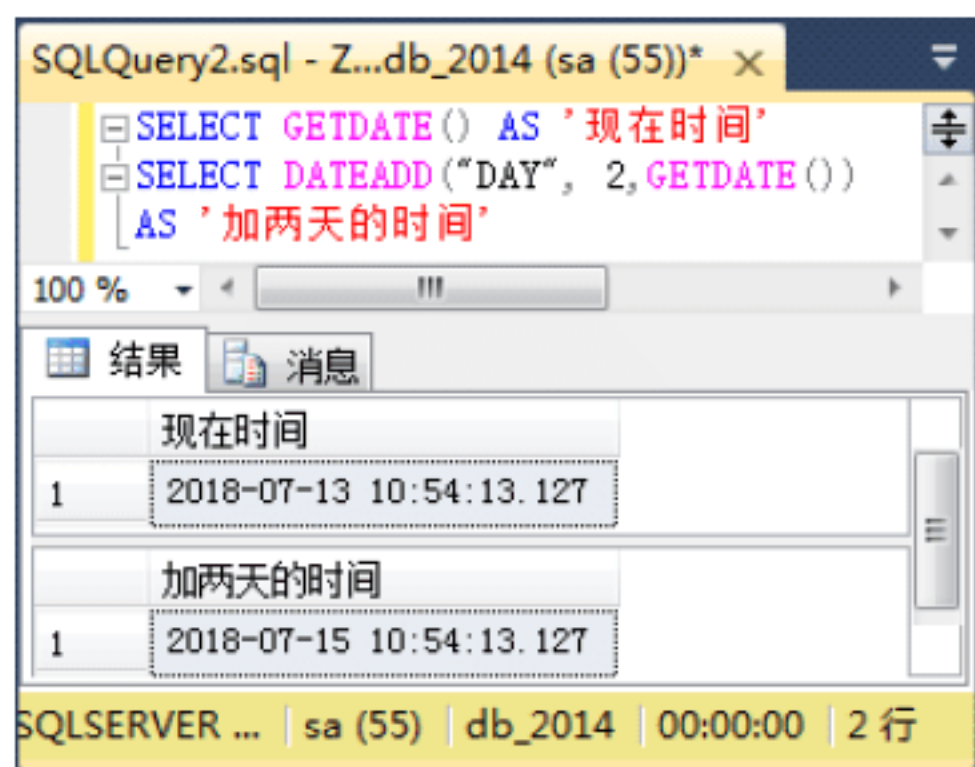 SQLQuery2.sql - Z...db_2014 (sa (55))*
SELECT GETDATE() AS '现在时间'
SELECT DATEADD("DAY", 2,GETDATE())
AS '加两天的时间'
100 %
结果 消息
现在时间
1 2018-07-13 10:54:13.127
加两天的时间
1 2018-07-15 10:54:13.127
SQLSERVER ... sa (55) db_2014 00:00:00 2 行